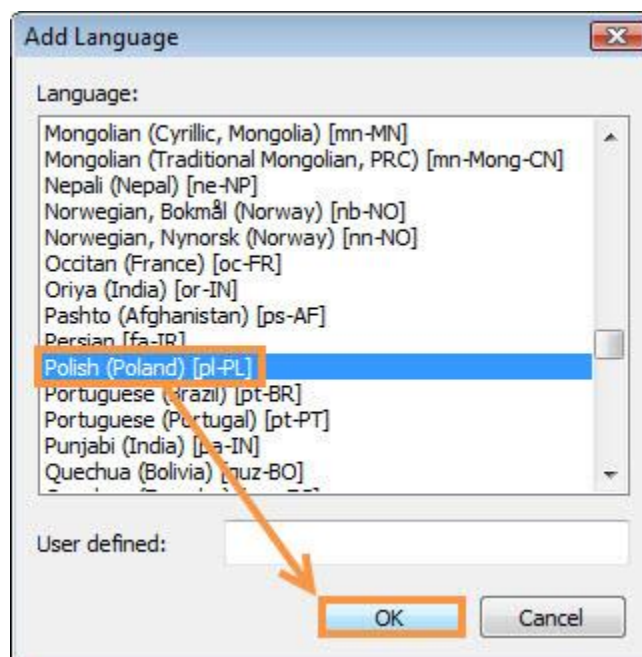 Add Language
Language:
Mongolian (Cyrillic, Mongolia) [mn-MN]
Mongolian (Traditional Mongolian, PRC) [mn-Mong-CN]
Nepali (Nepal) [ne-NP]
Norwegian, Bokmål (Norway) [nb-NO]
Norwegian, Nynorsk (Norway) [nn-NO]
Occitan (France) [oc-FR]
Oriya (India) [or-IN]
Pashto (Afghanistan) [ps-AF]
Persian [fa-IR]
Polish (Poland) [pl-PL]
Portuguese (Brazil) [pt-BR]
Portuguese (Portugal) [pt-PT]
Punjabi (India) [pa-IN]
Quechua (Bolivia) [quz-BO]
User defined:
OK
Cancel